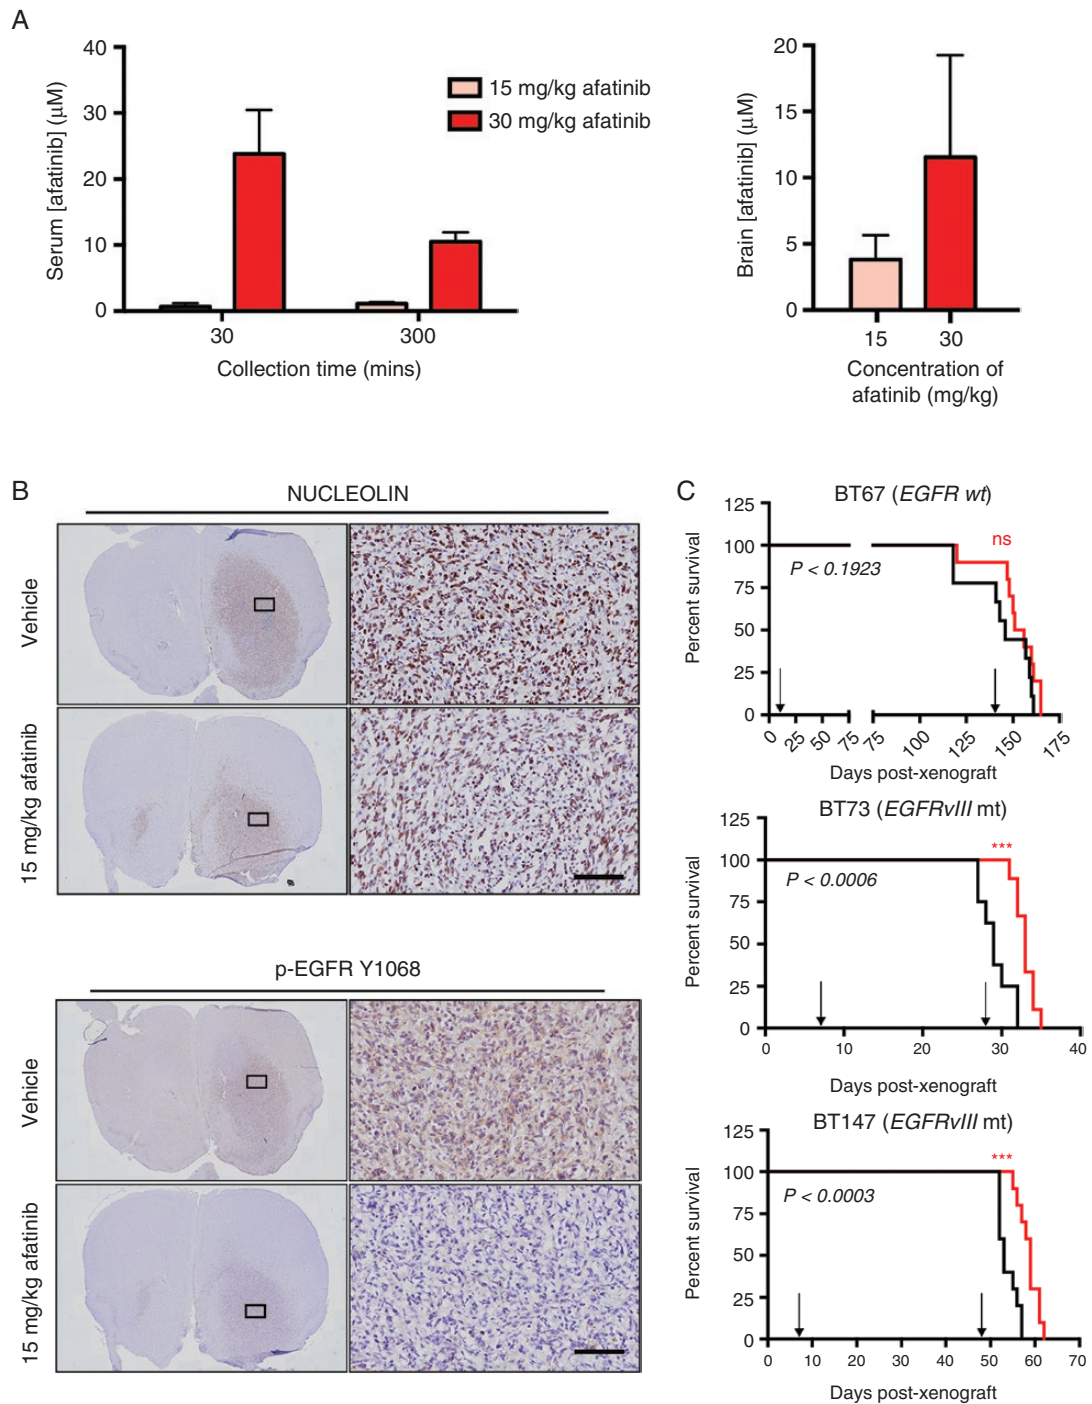 A
Serum [afatinib] (μM)
40
30
20
10
0
30
300
Collection time (mins)
15 mg/kg afatinib
30 mg/kg afatinib
Brain [afatinib] (μM)
20
15
10
5
0
15
30
Concentration of
afatinib (mg/kg)
B
NUCLEOLIN
Vehicle
15 mg/kg afatinib
p-EGFR Y1068
Vehicle
15 mg/kg afatinib
C
BT67 (EGFR wt)
Percent survival
125
100
75
50
25
0
ns
P < 0.1923
0
25
50
75
75
100
125
150
175
Days post-xenograft
BT73 (EGFRvIII mt)
Percent survival
125
100
75
50
25
0
***
P < 0.0006
0
10
20
30
40
Days post-xenograft
BT147 (EGFRvIII mt)
Percent survival
125
100
75
50
25
0
***
P < 0.0003
0
10
20
30
40
50
60
70
Days post-xenograft